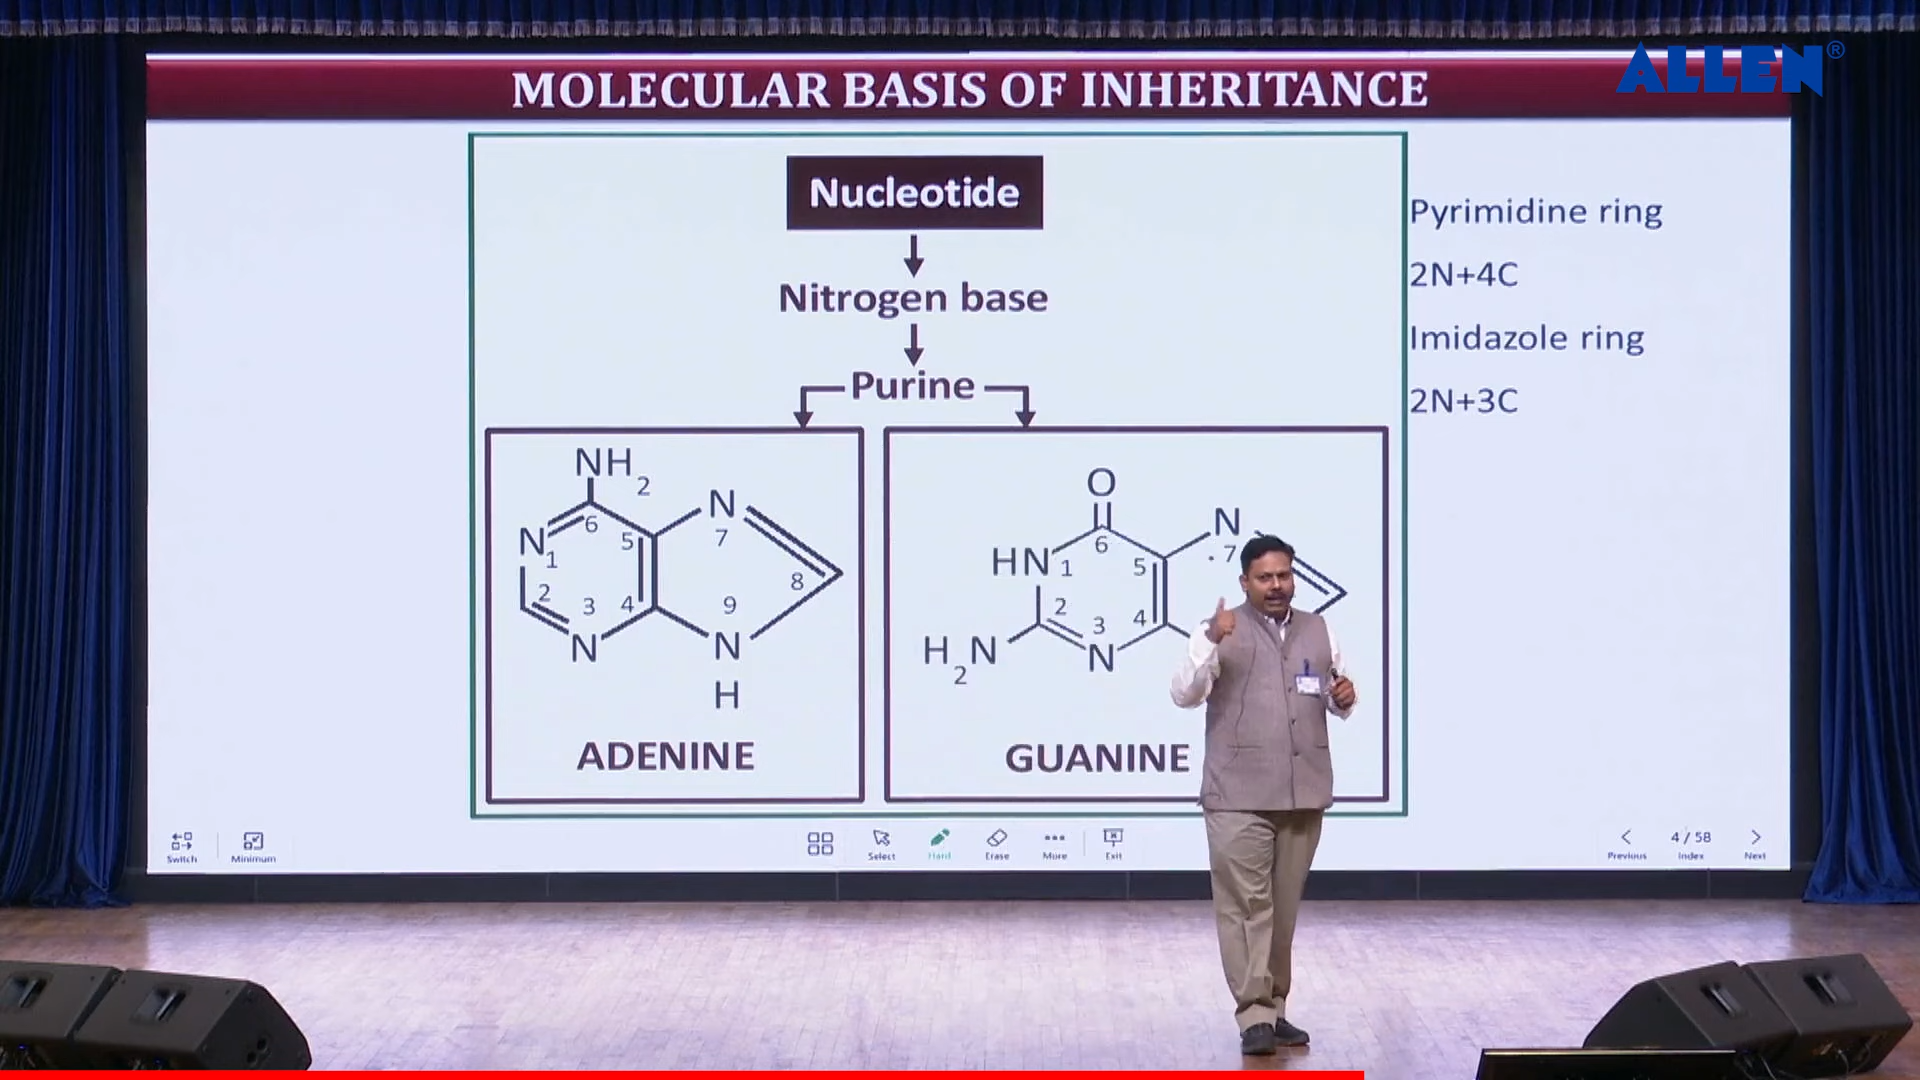 ALLEN®
MOLECULAR BASIS OF INHERITANCE
Nucleotide
Nitrogen base
Purine
NH2
N
1
2
3
4
5
6
7
8
9
N
N
N
H
ADENINE
O
HN
1
2
3
4
5
6
7
N
N
H2N
GUANINE
Pyrimidine ring
2N+4C
Imidazole ring
2N+3C
Switch
Minimum
Select
Hard
Erase
More
Exit
Previous
4 / 58
Index
Next